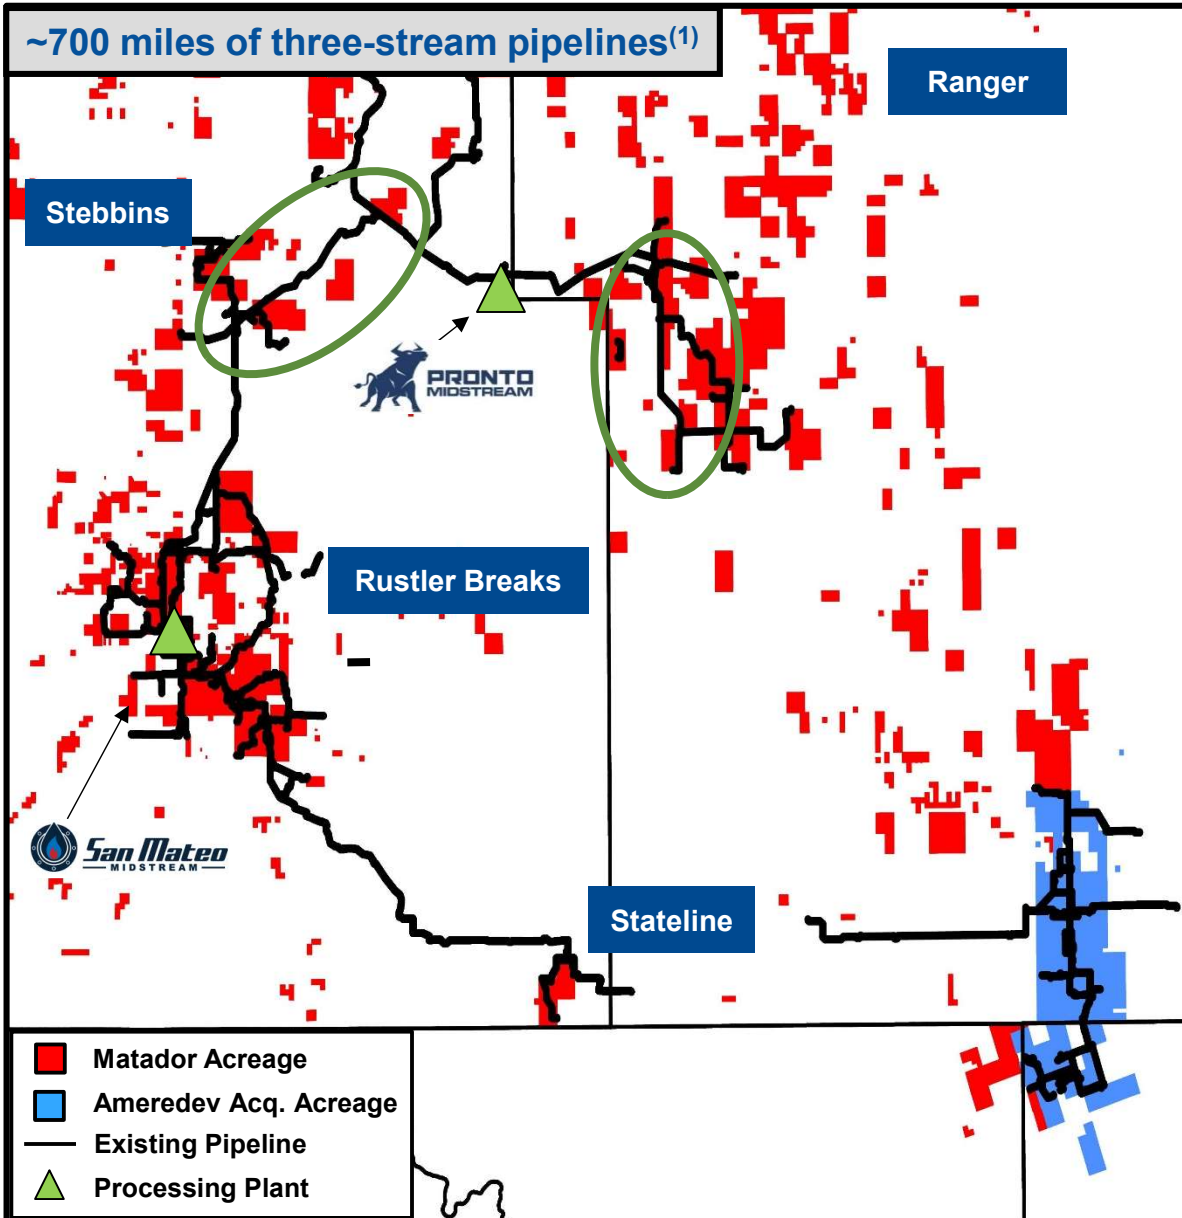 ~700 miles of three-stream pipelines(1)
Ranger
Stebbins
PRONTO
MIDSTREAM
Rustler Breaks
San Mateo
MIDSTREAM
Stateline
Matador Acreage
Ameredev Acq. Acreage
Existing Pipeline
Processing Plant